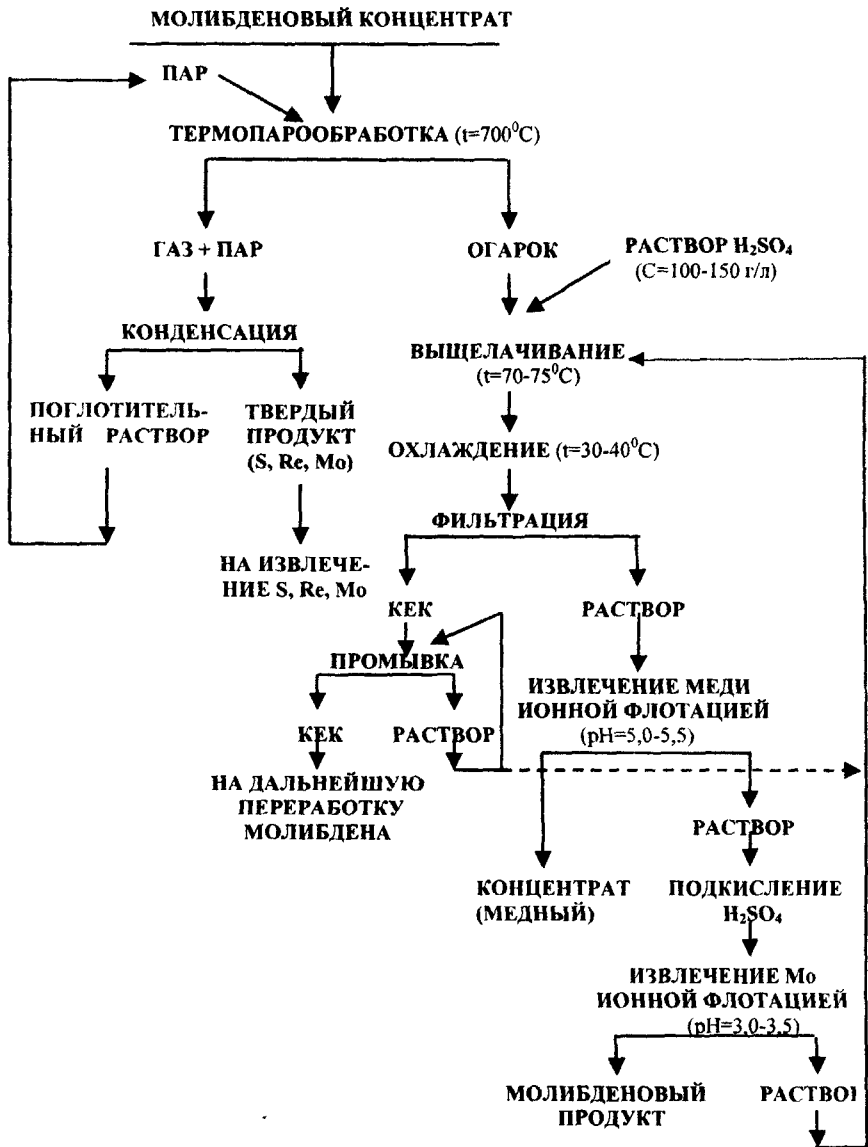 МОЛИБДЕНОВЫЙ КОНЦЕНТРАТ
ПАР
ТЕРМОПАРООБРАБОТКА (t=700⁰C)
ГАЗ + ПАР
ОГАРОК
РАСТВОР H₂SO₄
(C=100-150 г/л)
КОНДЕНСАЦИЯ
ВЫЩЕЛАЧИВАНИЕ
(t=70-75⁰C)
ПОГЛОТИТЕЛЬ-
НЫЙ РАСТВОР
ТВЕРДЫЙ
ПРОДУКТ
(S, Re, Mo)
ОХЛАЖДЕНИЕ (t=30-40⁰C)
ФИЛЬТРАЦИЯ
НА ИЗВЛЕЧЕ-
НИЕ S, Re, Mo
КЕК
РАСТВОР
ПРОМЫВКА
ИЗВЛЕЧЕНИЕ МЕДИ
ИОННОЙ ФЛОТАЦИЕЙ
(pH=5,0-5,5)
КЕК
РАСТВОР
НА ДАЛЬНЕЙШУЮ
ПЕРЕРАБОТКУ
МОЛИБДЕНА
РАСТВОР
КОНЦЕНТРАТ
(МЕДНЫЙ)
ПОДКИСЛЕНИЕ
H₂SO₄
ИЗВЛЕЧЕНИЕ Mo
ИОННОЙ ФЛОТАЦИЕЙ
(pH=3,0-3,5)
МОЛИБДЕНОВЫЙ
ПРОДУКТ
РАСТВОР